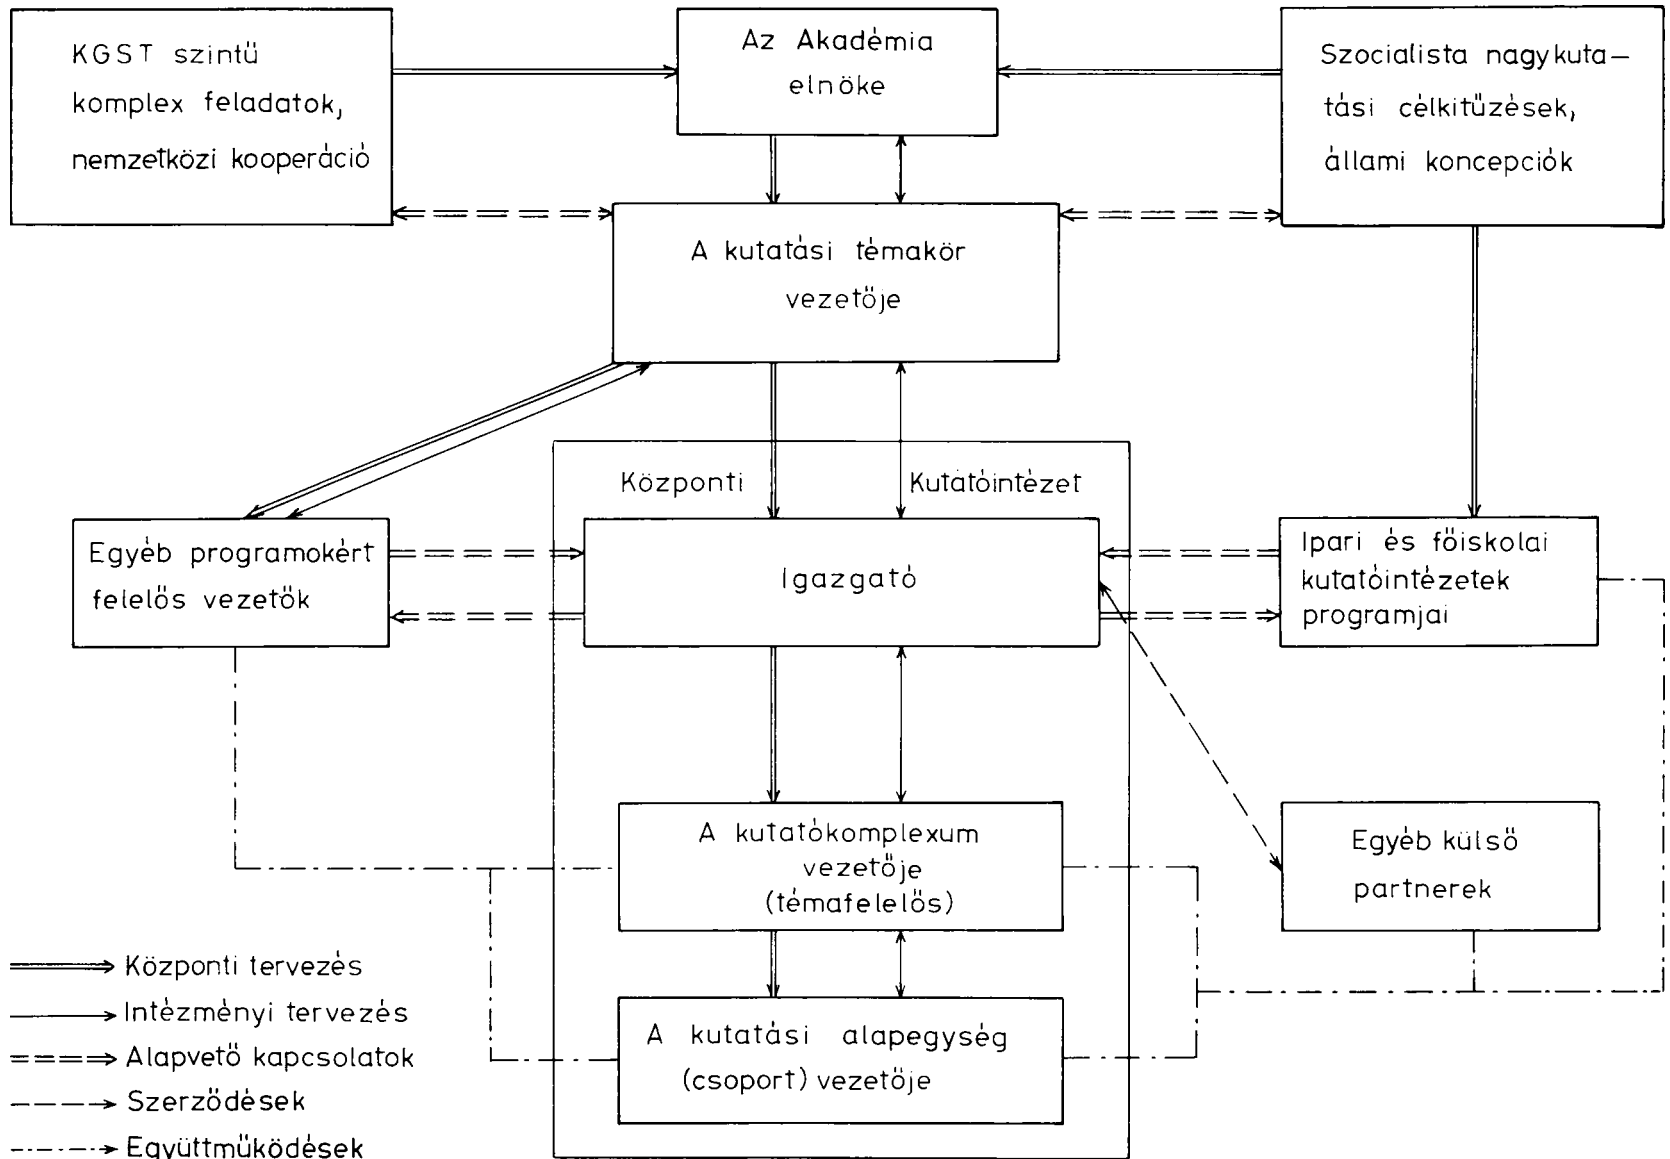 KGST szintű
komplex feladatok,
nemzetközi kooperáció
Az Akadémia
elnöke
Szocialista nagykuta—
tási célkitűzések,
állami koncepciók
A kutatási témakör
vezetője
Központi Kutatóintézet
Egyéb programokért
felelős vezetők
Igazgató
Ipari és főiskolai
kutatóintézetek
programjai
A kutatókomplexum
vezetője
(témafelelős)
Egyéb külső
partnerek
A kutatási alapegység
(csoport) vezetője
Központi tervezés
Intézményi tervezés
Alapvető kapcsolatok
Szerződések
Együttműködések